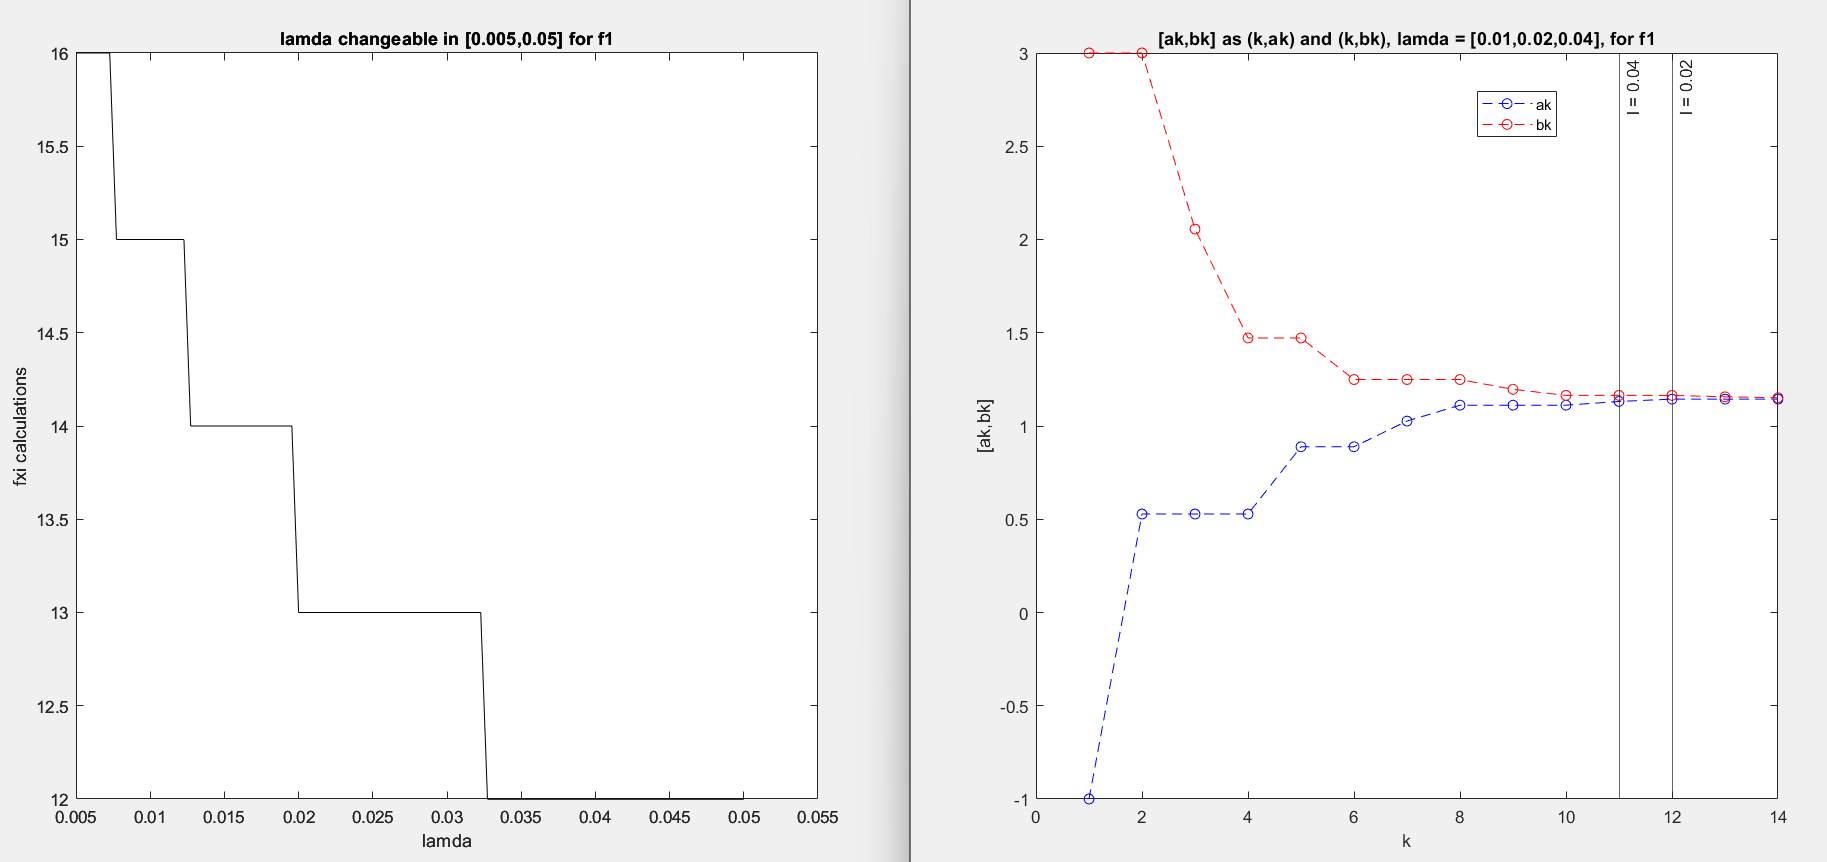 lamda changeable in [0.005,0.05] for f1
16
15.5
15
14.5
14
13.5
13
12.5
12
fxi calculations
0.005 0.01 0.015 0.02 0.025 0.03 0.035 0.04 0.045 0.05 0.055
lamda
[ak,bk] as (k,ak) and (k,bk), lamda = [0.01,0.02,0.04], for f1
3
2.5
2
1.5
1
0.5
0
-0.5
-1
[ak,bk]
ak
bk
l = 0.04
l = 0.02
0 2 4 6 8 10 12 14
k